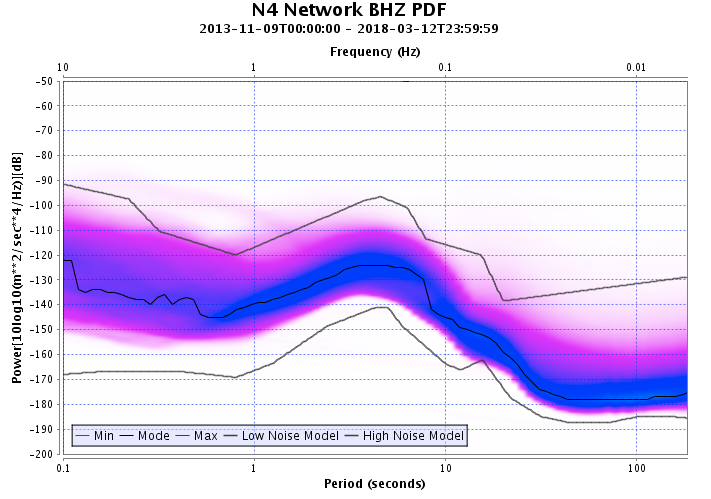 N4 Network BHZ PDF
2013-11-09T00:00:00 - 2018-03-12T23:59:59
Frequency (Hz)
10 1 0.1 0.01
-50
-60
-70
-80
-90
-100
-110
-120
-130
-140
-150
-160
-170
-180
-190
-200
Power[10log10(m**2/sec**4/Hz)][dB]
Min Mode Max Low Noise Model High Noise Model
0.1 1 10 100
Period (seconds)